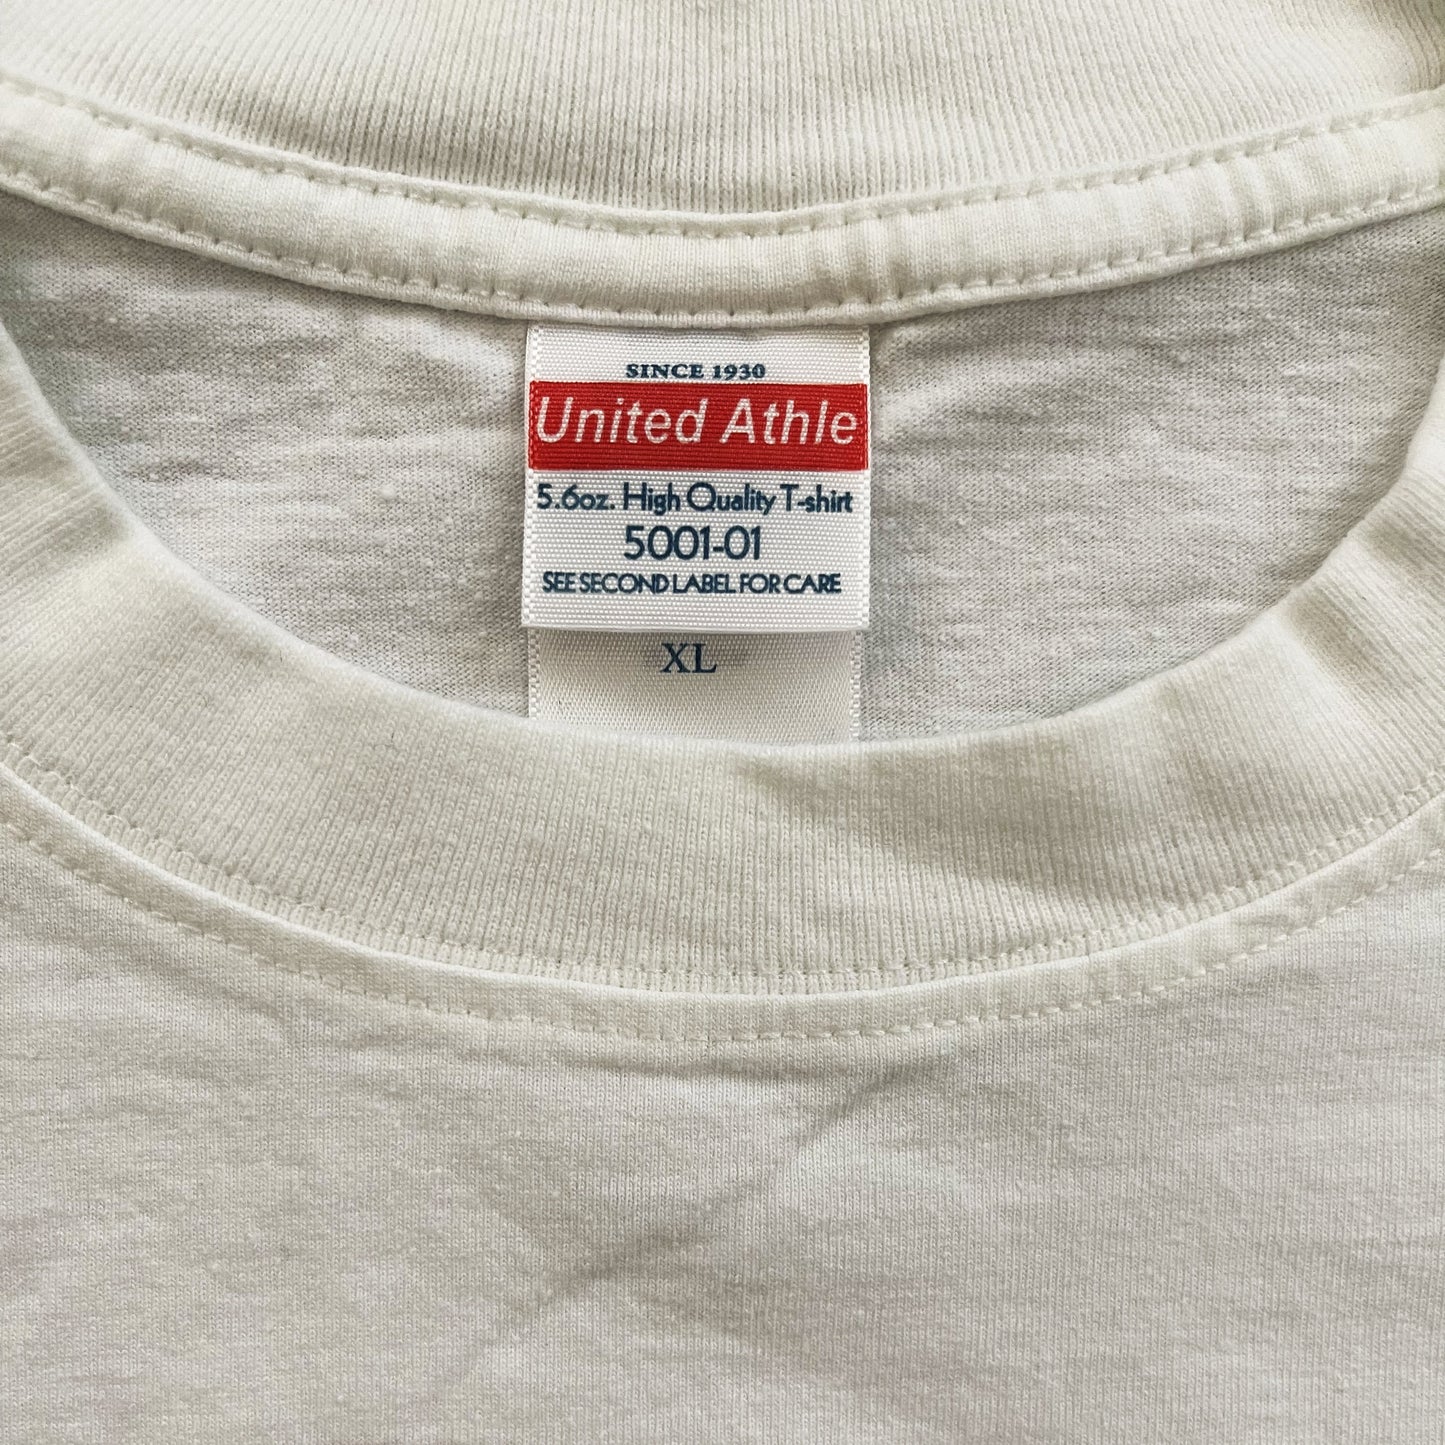 SINCE 1930
United Athle
5.6oz. High Quality T-shirt
5001-01
SEE SECOND LABEL FOR CARE
XL